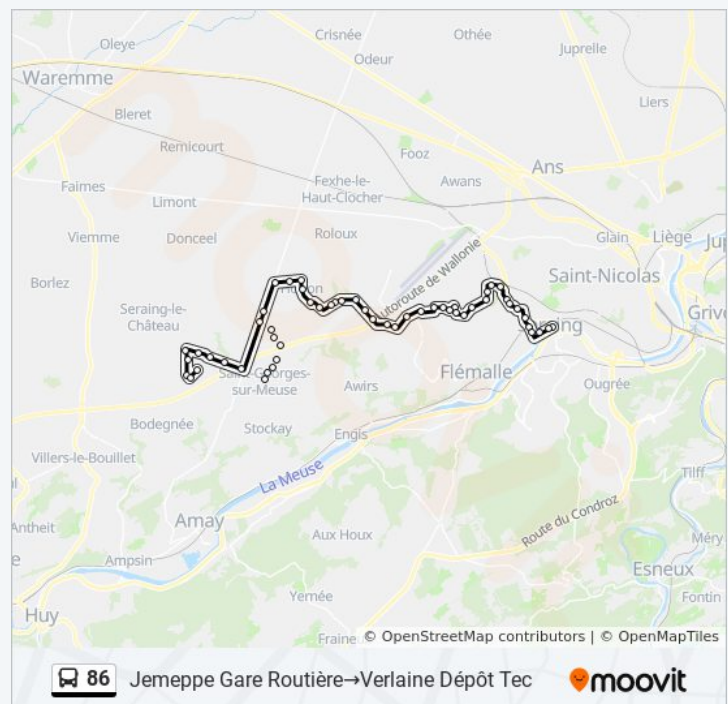 Crisnée
Othée
Oleye
Odeur
Juprelle
Waremme
Liers
Bleret
Fooz
Ans
Remicourt
Awans
Faimes
Fexhe-le-
Haut-Clocher
Limont
Glain
Liège
Viemme
Donceel
Roloux
Autoroute de Wallonie
Borlez
Saint-Nicolas
Seraing-le-
Château
Flémalle
sur-Meuse
Awirs
Ougrée
Bodegnée
Stockay
Engis
Villers-le-Bouillet
La Meuse
Tilff
Amay
Route du Condroz
Antheit
Aux Houx
Méry
Ampsin
Esneux
Yernée
Fontin
Huy
Fraine
© OpenStreetMap contributors | © OpenMapTiles
86 Jemeppe Gare Routière→Verlaine Dépôt Tec
moovit